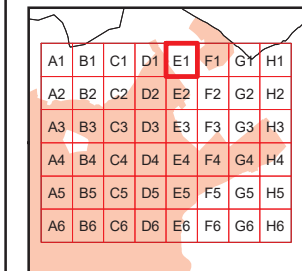 A1 B1 C1 D1 E1 F1 G1 H1
A2 B2 C2 D2 E2 F2 G2 H2
A3 B3 C3 D3 E3 F3 G3 H3
A4 B4 C4 D4 E4 F4 G4 H4
A5 B5 C5 D5 E5 F5 G5 H5
A6 B6 C6 D6 E6 F6 G6 H6